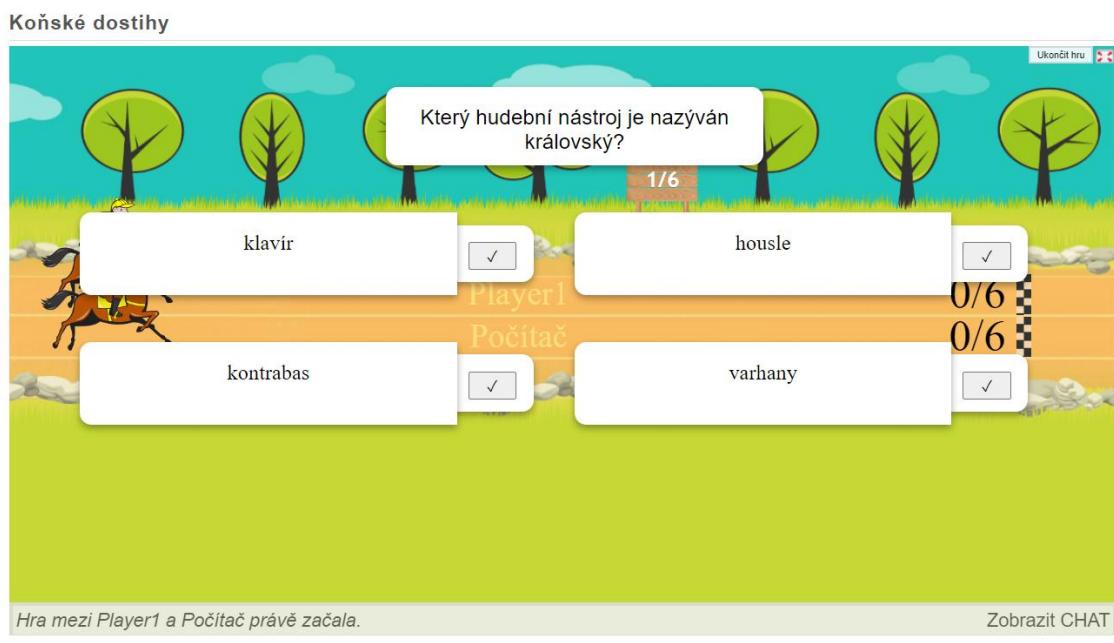 Koňské dostihy
Ukončit hru
Který hudební nástroj je nazýván
královský?
1/6
klavír
housle
Player1
0/6
Počítač
0/6
kontrabas
varhany
Hra mezi Player1 a Počítač právě začala.
Zobrazit CHAT